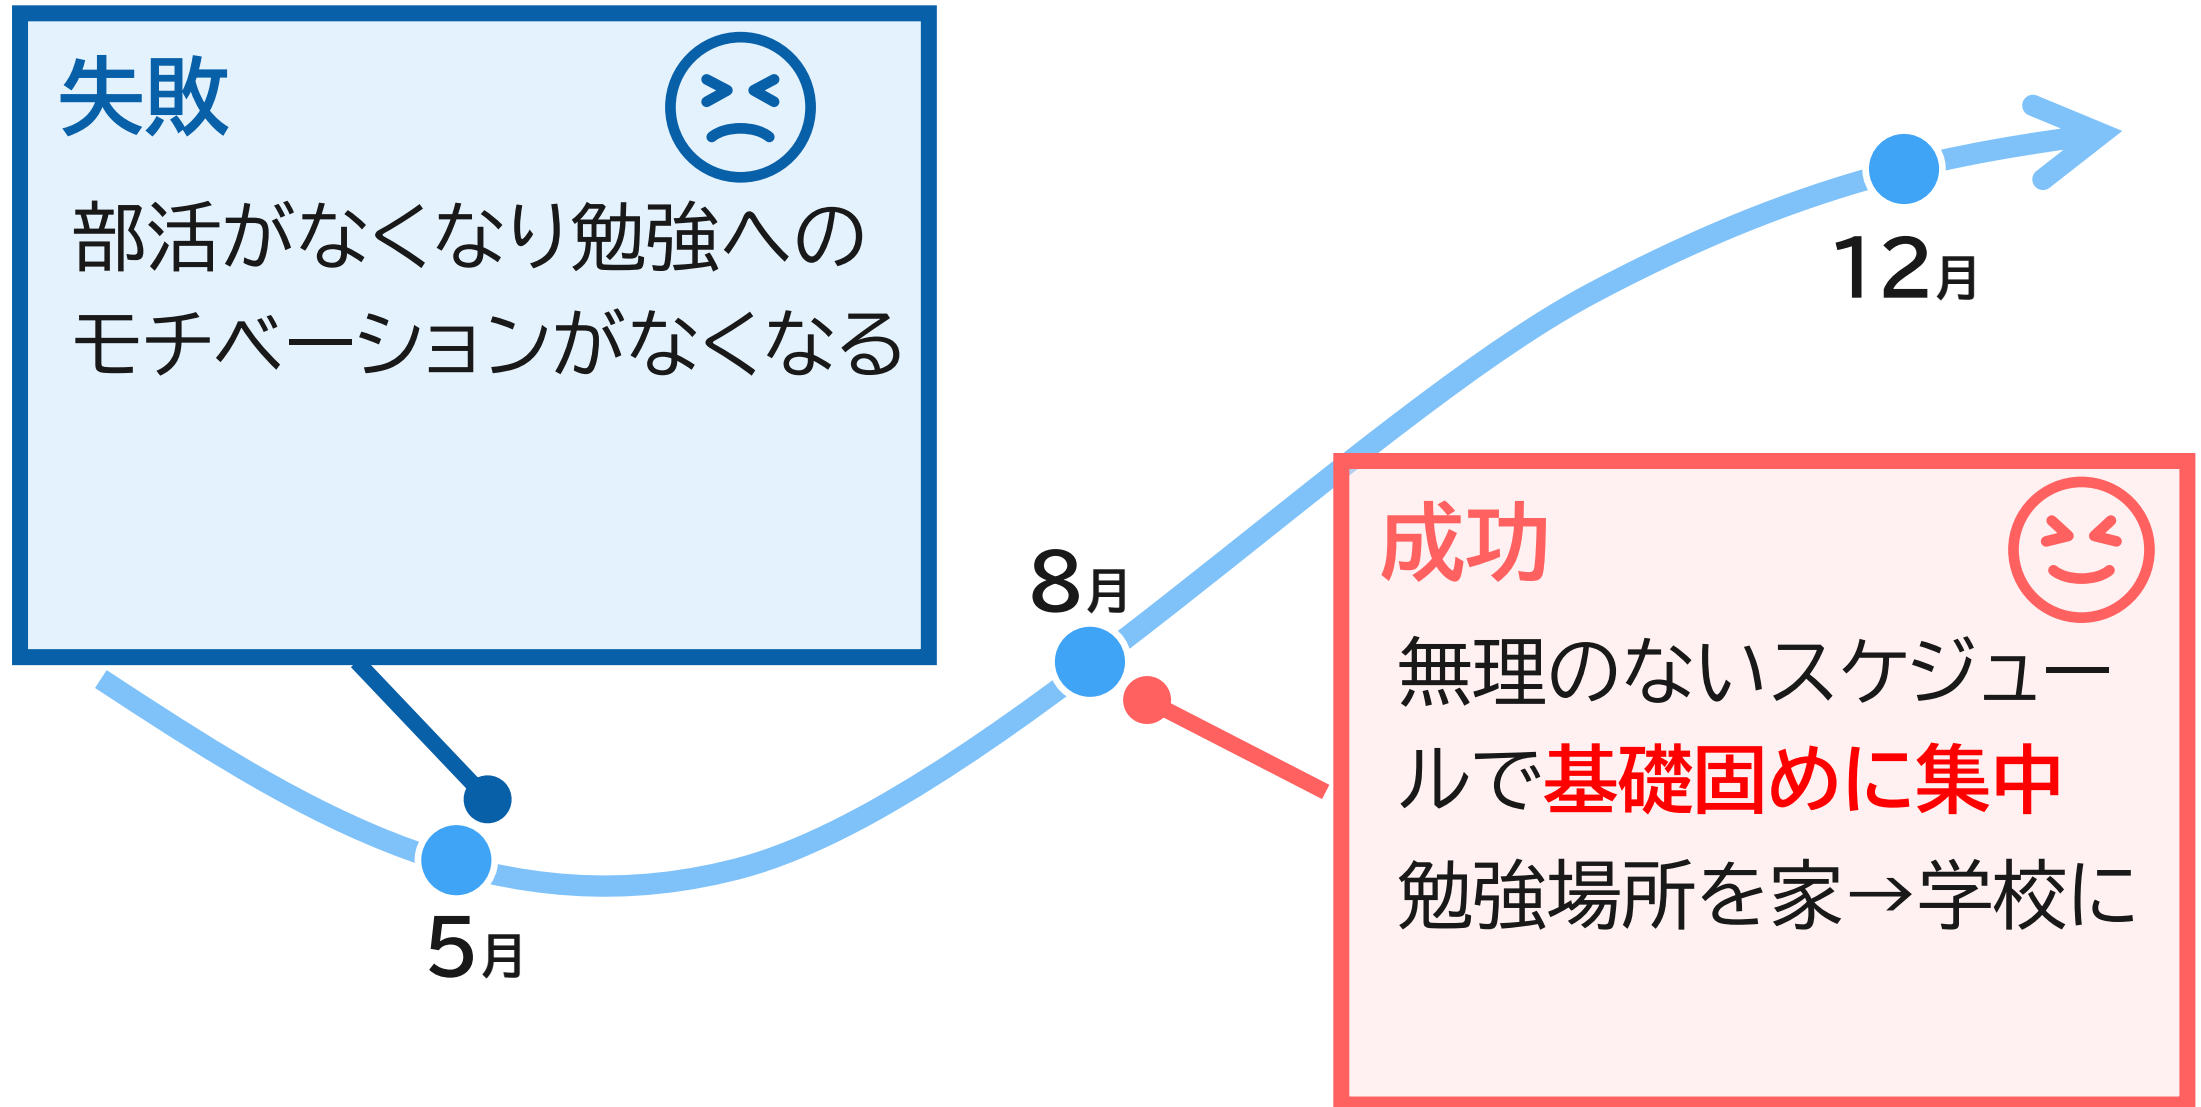 失敗
部活がなくなり勉強への
モチベーションがなくなる
12月
8月
成功
無理のないスケジュー
ルで基礎固めに集中
勉強場所を家→学校に
5月